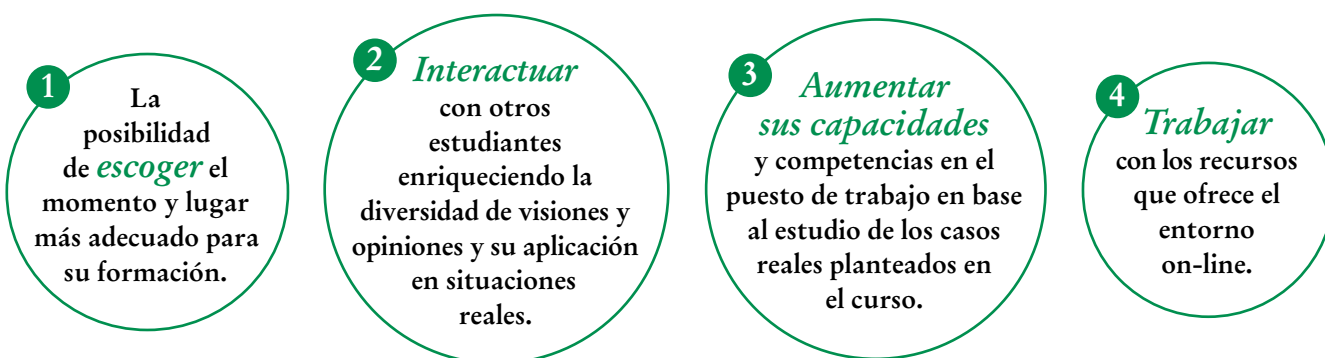 1
La
posibilidad
de escoger el
momento y lugar
más adecuado para
su formación.
2
Interactuar
con otros
estudiantes
enriqueciendo la
diversidad de visiones y
opiniones y su aplicación
en situaciones
reales.
3
Aumentar
sus capacidades
y competencias en el
puesto de trabajo en base
al estudio de los casos
reales planteados en
el curso.
4
Trabajar
con los recursos
que ofrece el
entorno
on-line.